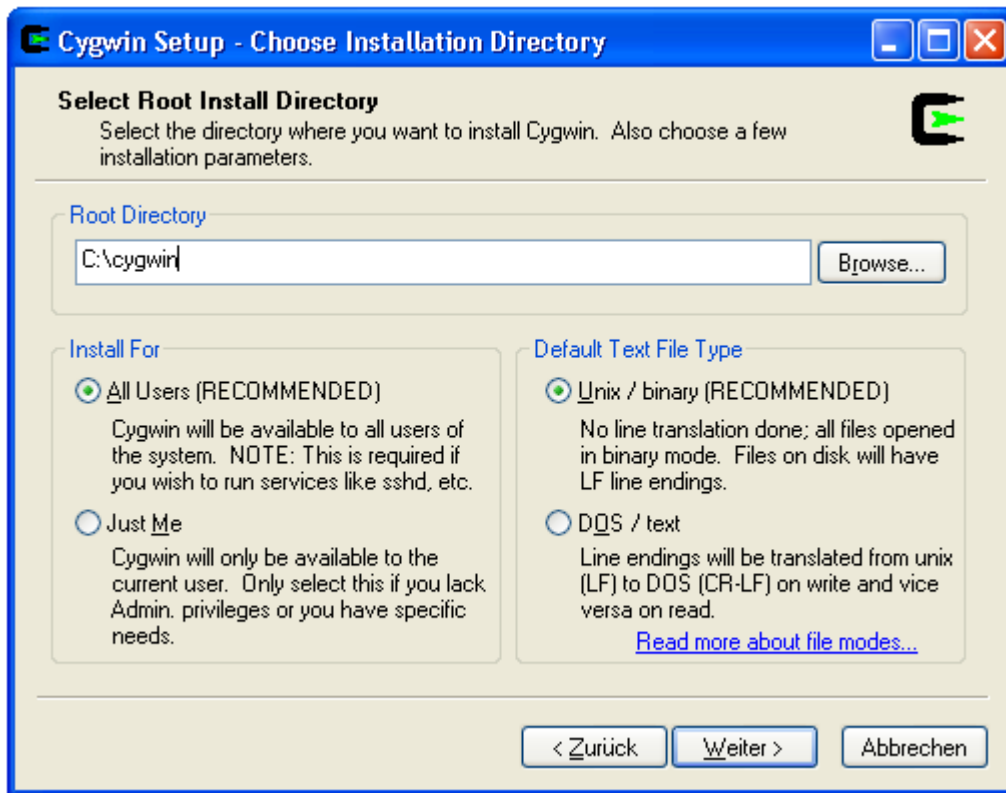 Cygwin Setup - Choose Installation Directory
Select Root Install Directory
Select the directory where you want to install Cygwin.  Also choose a few
installation parameters.
Root Directory
C:\cygwin
Browse...
Install For
All Users (RECOMMENDED)
Cygwin will be available to all users of
the system.  NOTE: This is required if
you wish to run services like sshd, etc.
Just Me
Cygwin will only be available to the
current user.  Only select this if you lack
Admin. privileges or you have specific
needs.
Default Text File Type
Unix / binary (RECOMMENDED)
No line translation done; all files opened
in binary mode.  Files on disk will have
LF line endings.
DOS / text
Line endings will be translated from unix
(LF) to DOS (CR-LF) on write and vice
versa on read.
Read more about file modes...
< Zurück
Weiter >
Abbrechen